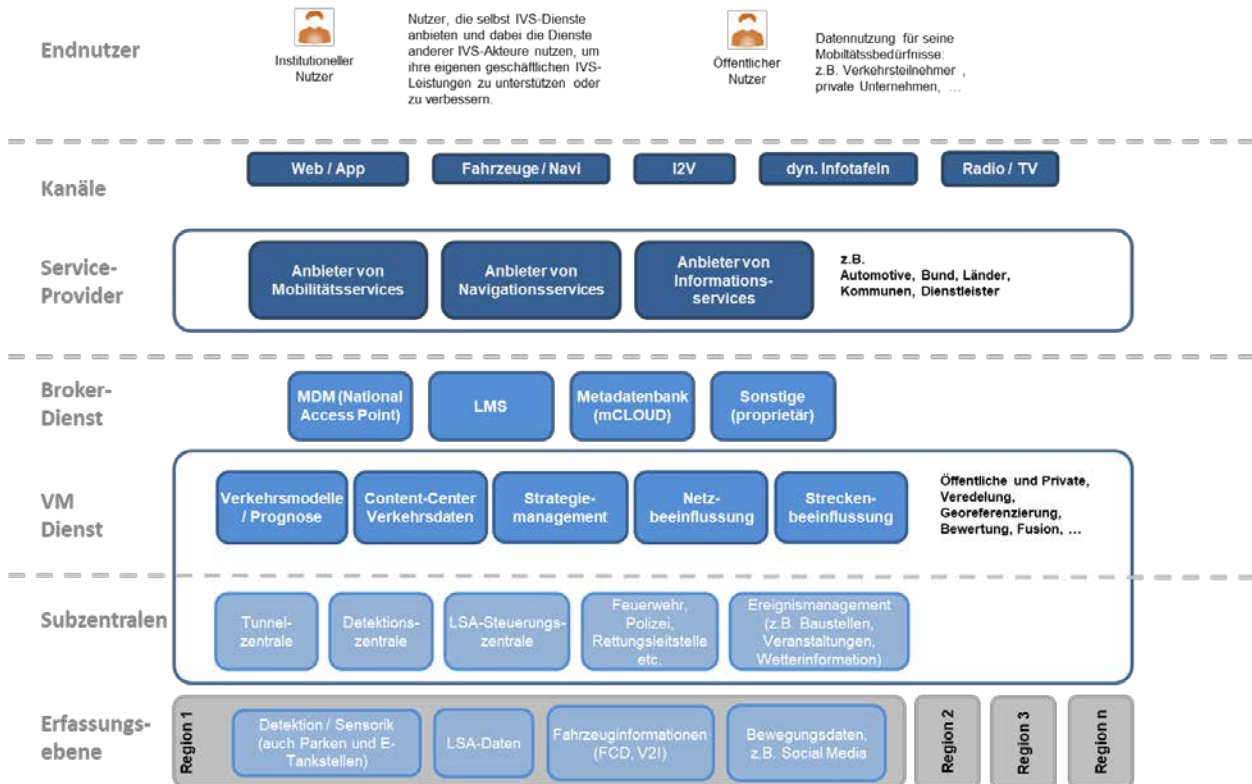 Endnutzer
Institutioneller
Nutzer
Nutzer, die selbst IVS-Dienste
anbieten und dabei die Dienste
anderer IVS-Akteure nutzen, um
ihre eigenen geschäftlichen IVS-
Leistungen zu unterstützen oder
zu verbessern.
Öffentlicher
Nutzer
Datennutzung für seine
Mobiltätsbedürfnisse:
z.B. Verkehrsteilnehmer ,
private Unternehmen, …
Kanäle
Web / App
Fahrzeuge / Navi
I2V
dyn. Infotafeln
Radio / TV
Service-
Provider
Anbieter von
Mobilitätsservices
Anbieter von
Navigationsservices
Anbieter von
Informations-
services
z.B.
Automotive, Bund, Länder,
Kommunen, Dienstleister
Broker-
Dienst
MDM (National
Access Point)
LMS
Metadatenbank
(mCLOUD)
Sonstige
(proprietär)
VM
Dienst
Verkehrsmodelle
/ Prognose
Content-Center
Verkehrsdaten
Strategie-
management
Netz-
beeinflussung
Strecken-
beeinflussung
Öffentliche und Private,
Veredelung,
Georeferenzierung,
Bewertung, Fusion, …
Subzentralen
Tunnel-
zentrale
Detektions-
zentrale
LSA-Steuerungs-
zentrale
Feuerwehr,
Polizei,
Rettungsleitstelle
etc.
Ereignismanagement
(z.B. Baustellen,
Veranstaltungen,
Wetterinformation)
Erfassungs-
ebene
Region 1
Detektion / Sensorik
(auch Parken und E-
Tankstellen)
LSA-Daten
Fahrzeuginformationen
(FCD, V2I)
Bewegungsdaten,
z.B. Social Media
Region 2
Region 3
Region n